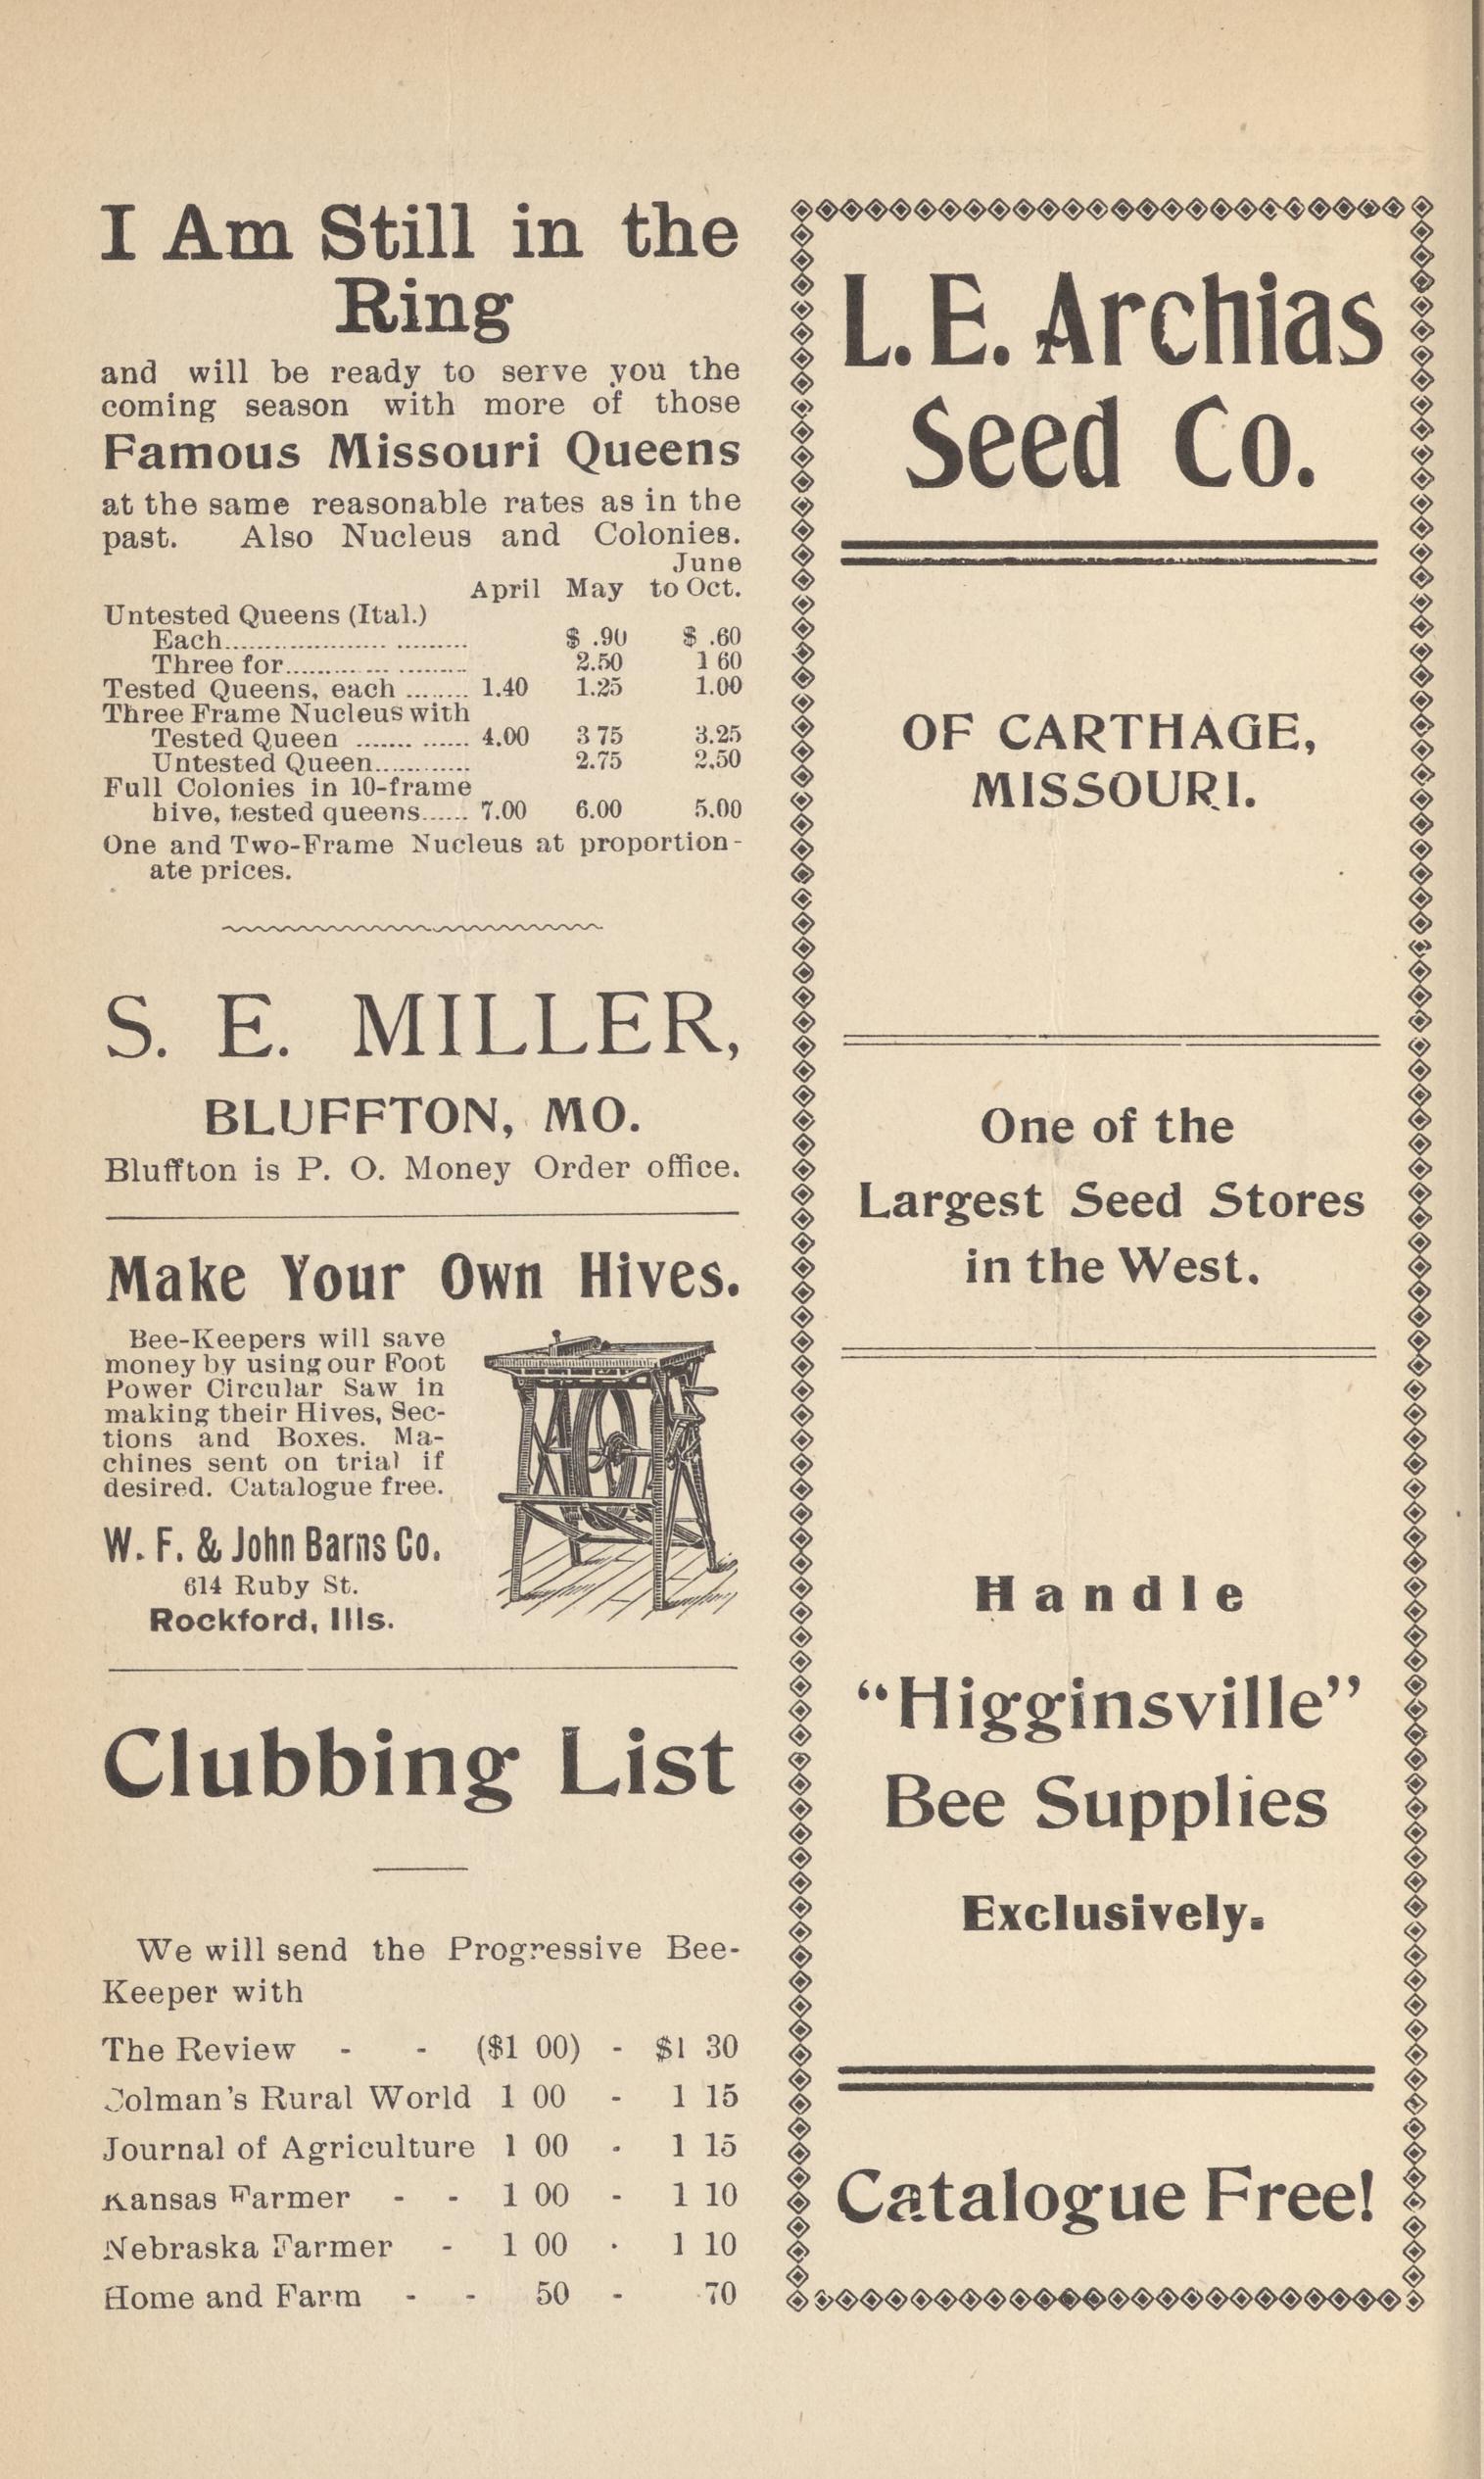 I Am Still in the
Ring
and will be ready to serve you the
coming season with more of those
Famous Missouri Queens
at the same reasonable rates as in the
past. Also Nucleus and Colonies.
June
April May to Oct.
Untested Queens (Ital.)
Each..................... ......... $ .90 $ .60
Three for............ ... ......... 2.50 1 60
Tested Queens, each ........ 1.40 1.25 1.00
Three Frame Nucleus with
Tested Queen ....... ...... 4.00 3 75 3.25
Untested Queen............ 2.75 2.50
Full Colonies in 10-frame
hive, tested queens...... 7.00 6.00 5.00
One and Two-Frame Nucleus at proportion-
ate prices.
S. E. MILLER,
BLUFFTON, MO.
Bluffton is P. O. Money Order office.
Make Your Own Hives.
Bee-Keepers will save
money by using our Foot
Power Circular Saw in
making their Hives, Sec-
tions and Boxes. Ma-
chines sent on trial if
desired. Catalogue free.
W. F. & John Barns Co.
614 Ruby St.
Rockford, Ills.
Clubbing List
We will send the Progressive Bee-
Keeper with
The Review - - ($1 00) - $1 30
Colman's Rural World 1 00 - 1 15
Journal of Agriculture 1 00 - 1 15
Kansas Farmer - - 1 00 - 1 10
Nebraska Farmer - 1 00 · 1 10
Home and Farm - - 50 - 70
L. E. Archias
Seed Co.
OF CARTHAGE,
MISSOURI.
One of the
Largest Seed Stores
in the West.
Handle
"Higginsville"
Bee Supplies
Exclusively.
Catalogue Free!